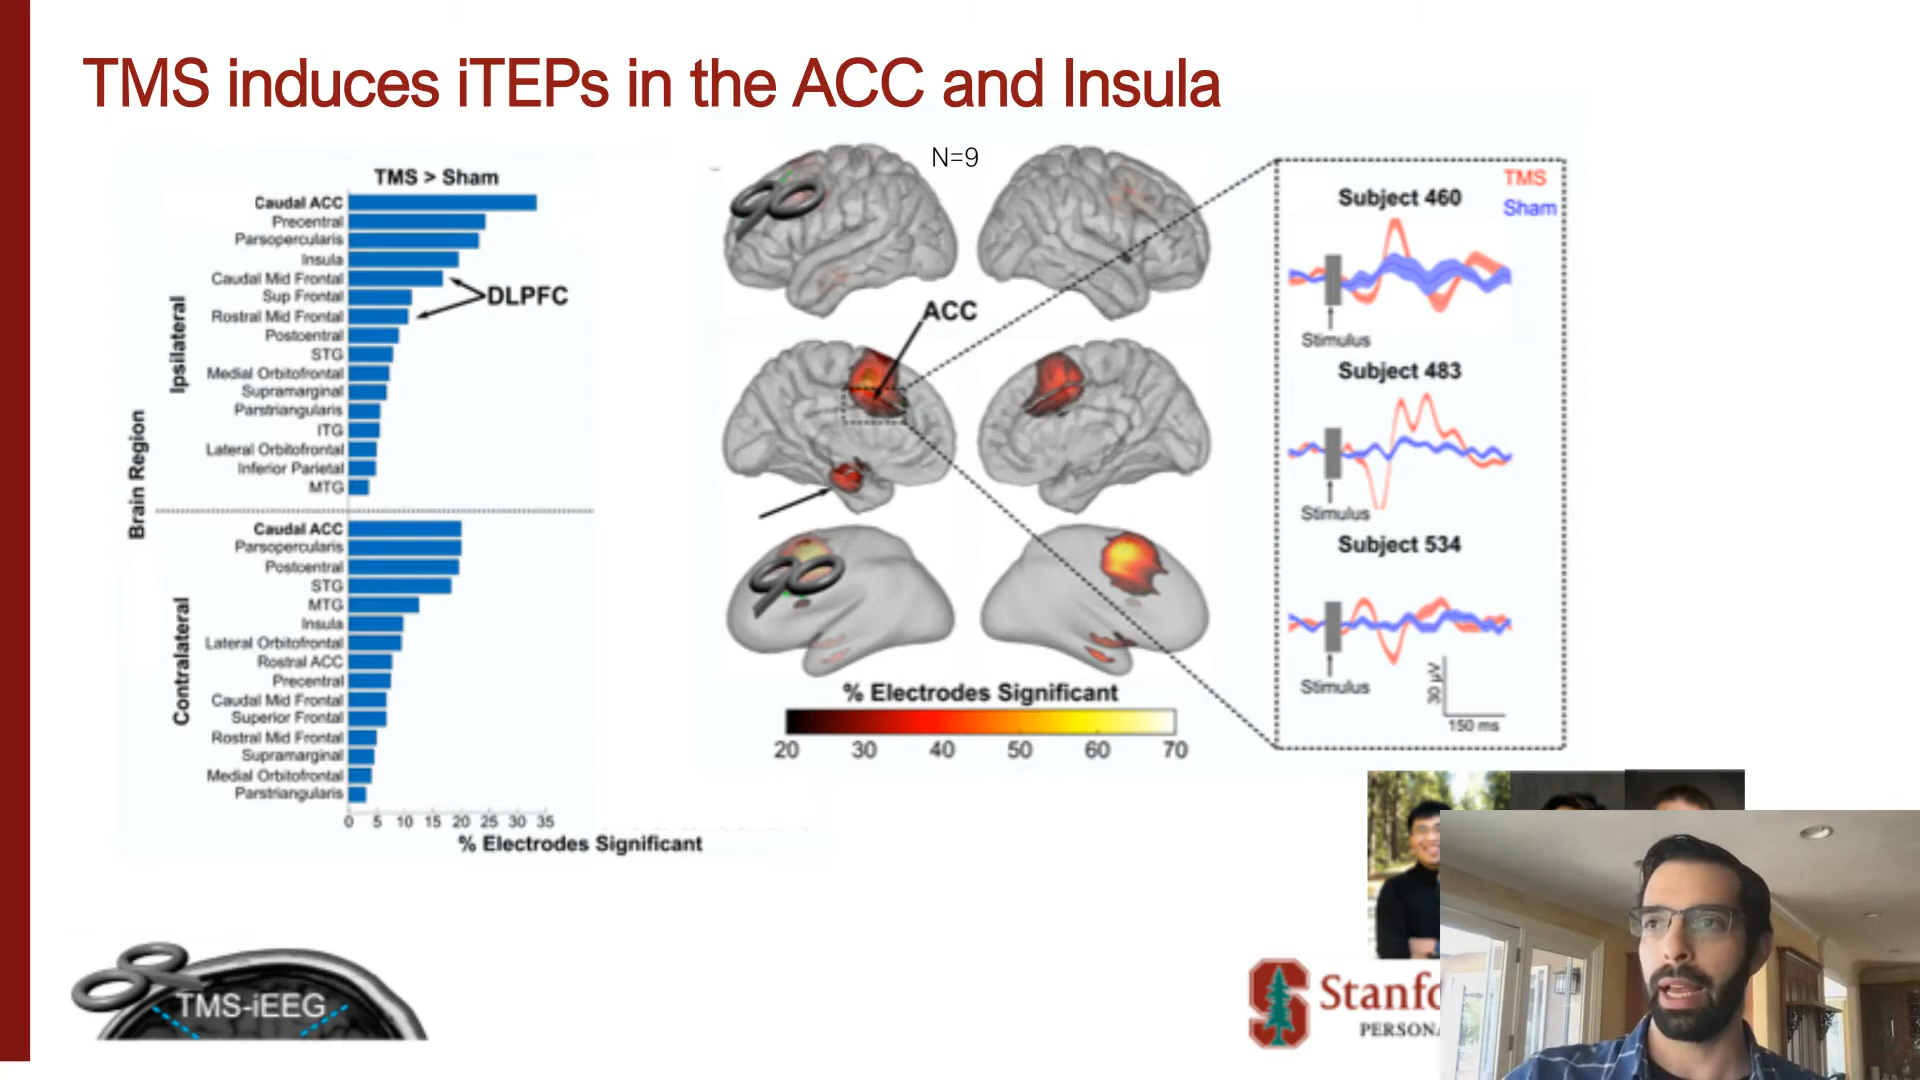 TMS induces iTEPs in the ACC and Insula
TMS > Sham
Brain Region
Ipsilateral
Caudal ACC
Precentral
Parsopercularis
Insula
Caudal Mid Frontal
Sup Frontal
Rostral Mid Frontal
Postcentral
STG
Medial Orbitofrontal
Supramarginal
Parstriangularis
ITG
Lateral Orbitofrontal
Inferior Parietal
MTG
DLPFC
Contralateral
Caudal ACC
Parsopercularis
Postcentral
STG
MTG
Insula
Lateral Orbitofrontal
Rostral ACC
Precentral
Caudal Mid Frontal
Superior Frontal
Rostral Mid Frontal
Supramarginal
Medial Orbitofrontal
Parstriangularis
0 5 10 15 20 25 30 35
% Electrodes Significant
N=9
ACC
% Electrodes Significant
20 30 40 50 60 70
TMS
Sham
Subject 460
Stimulus
Subject 483
Stimulus
Subject 534
Stimulus
30 µV
150 ms
TMS-iEEG
S
Stanfo
PERSONA